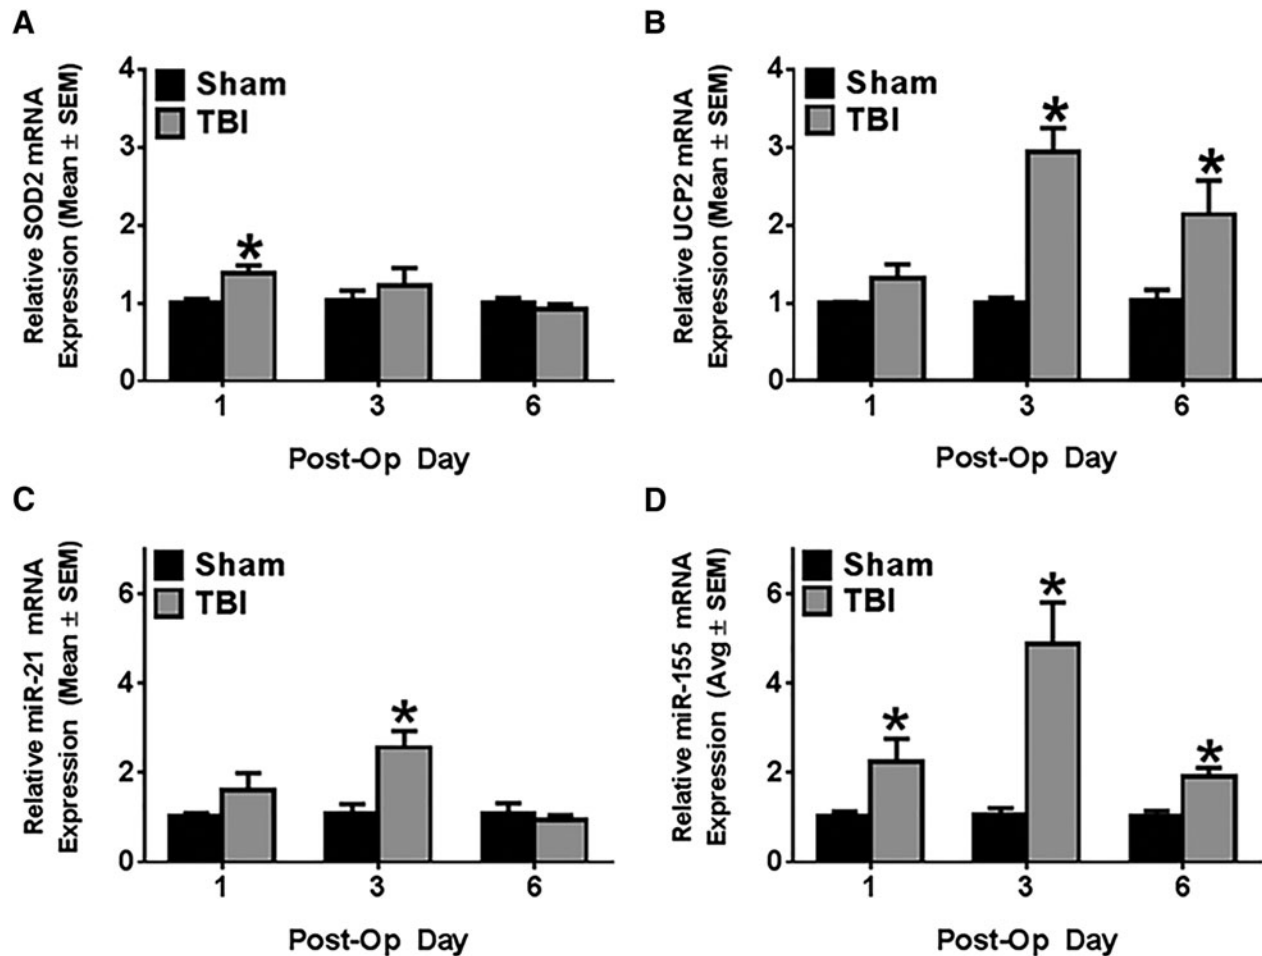 A
Relative SOD2 mRNA
Expression (Mean ± SEM)
4
3
2
1
0
Sham
TBI
*
1 3 6
Post-Op Day
B
Relative UCP2 mRNA
Expression (Mean ± SEM)
4
3
2
1
0
Sham
TBI
*
*
1 3 6
Post-Op Day
C
Relative miR-21 mRNA
Expression (Mean ± SEM)
6
4
2
0
Sham
TBI
*
1 3 6
Post-Op Day
D
Relative miR-155 mRNA
Expression (Avg ± SEM)
6
4
2
0
Sham
TBI
*
*
*
1 3 6
Post-Op Day